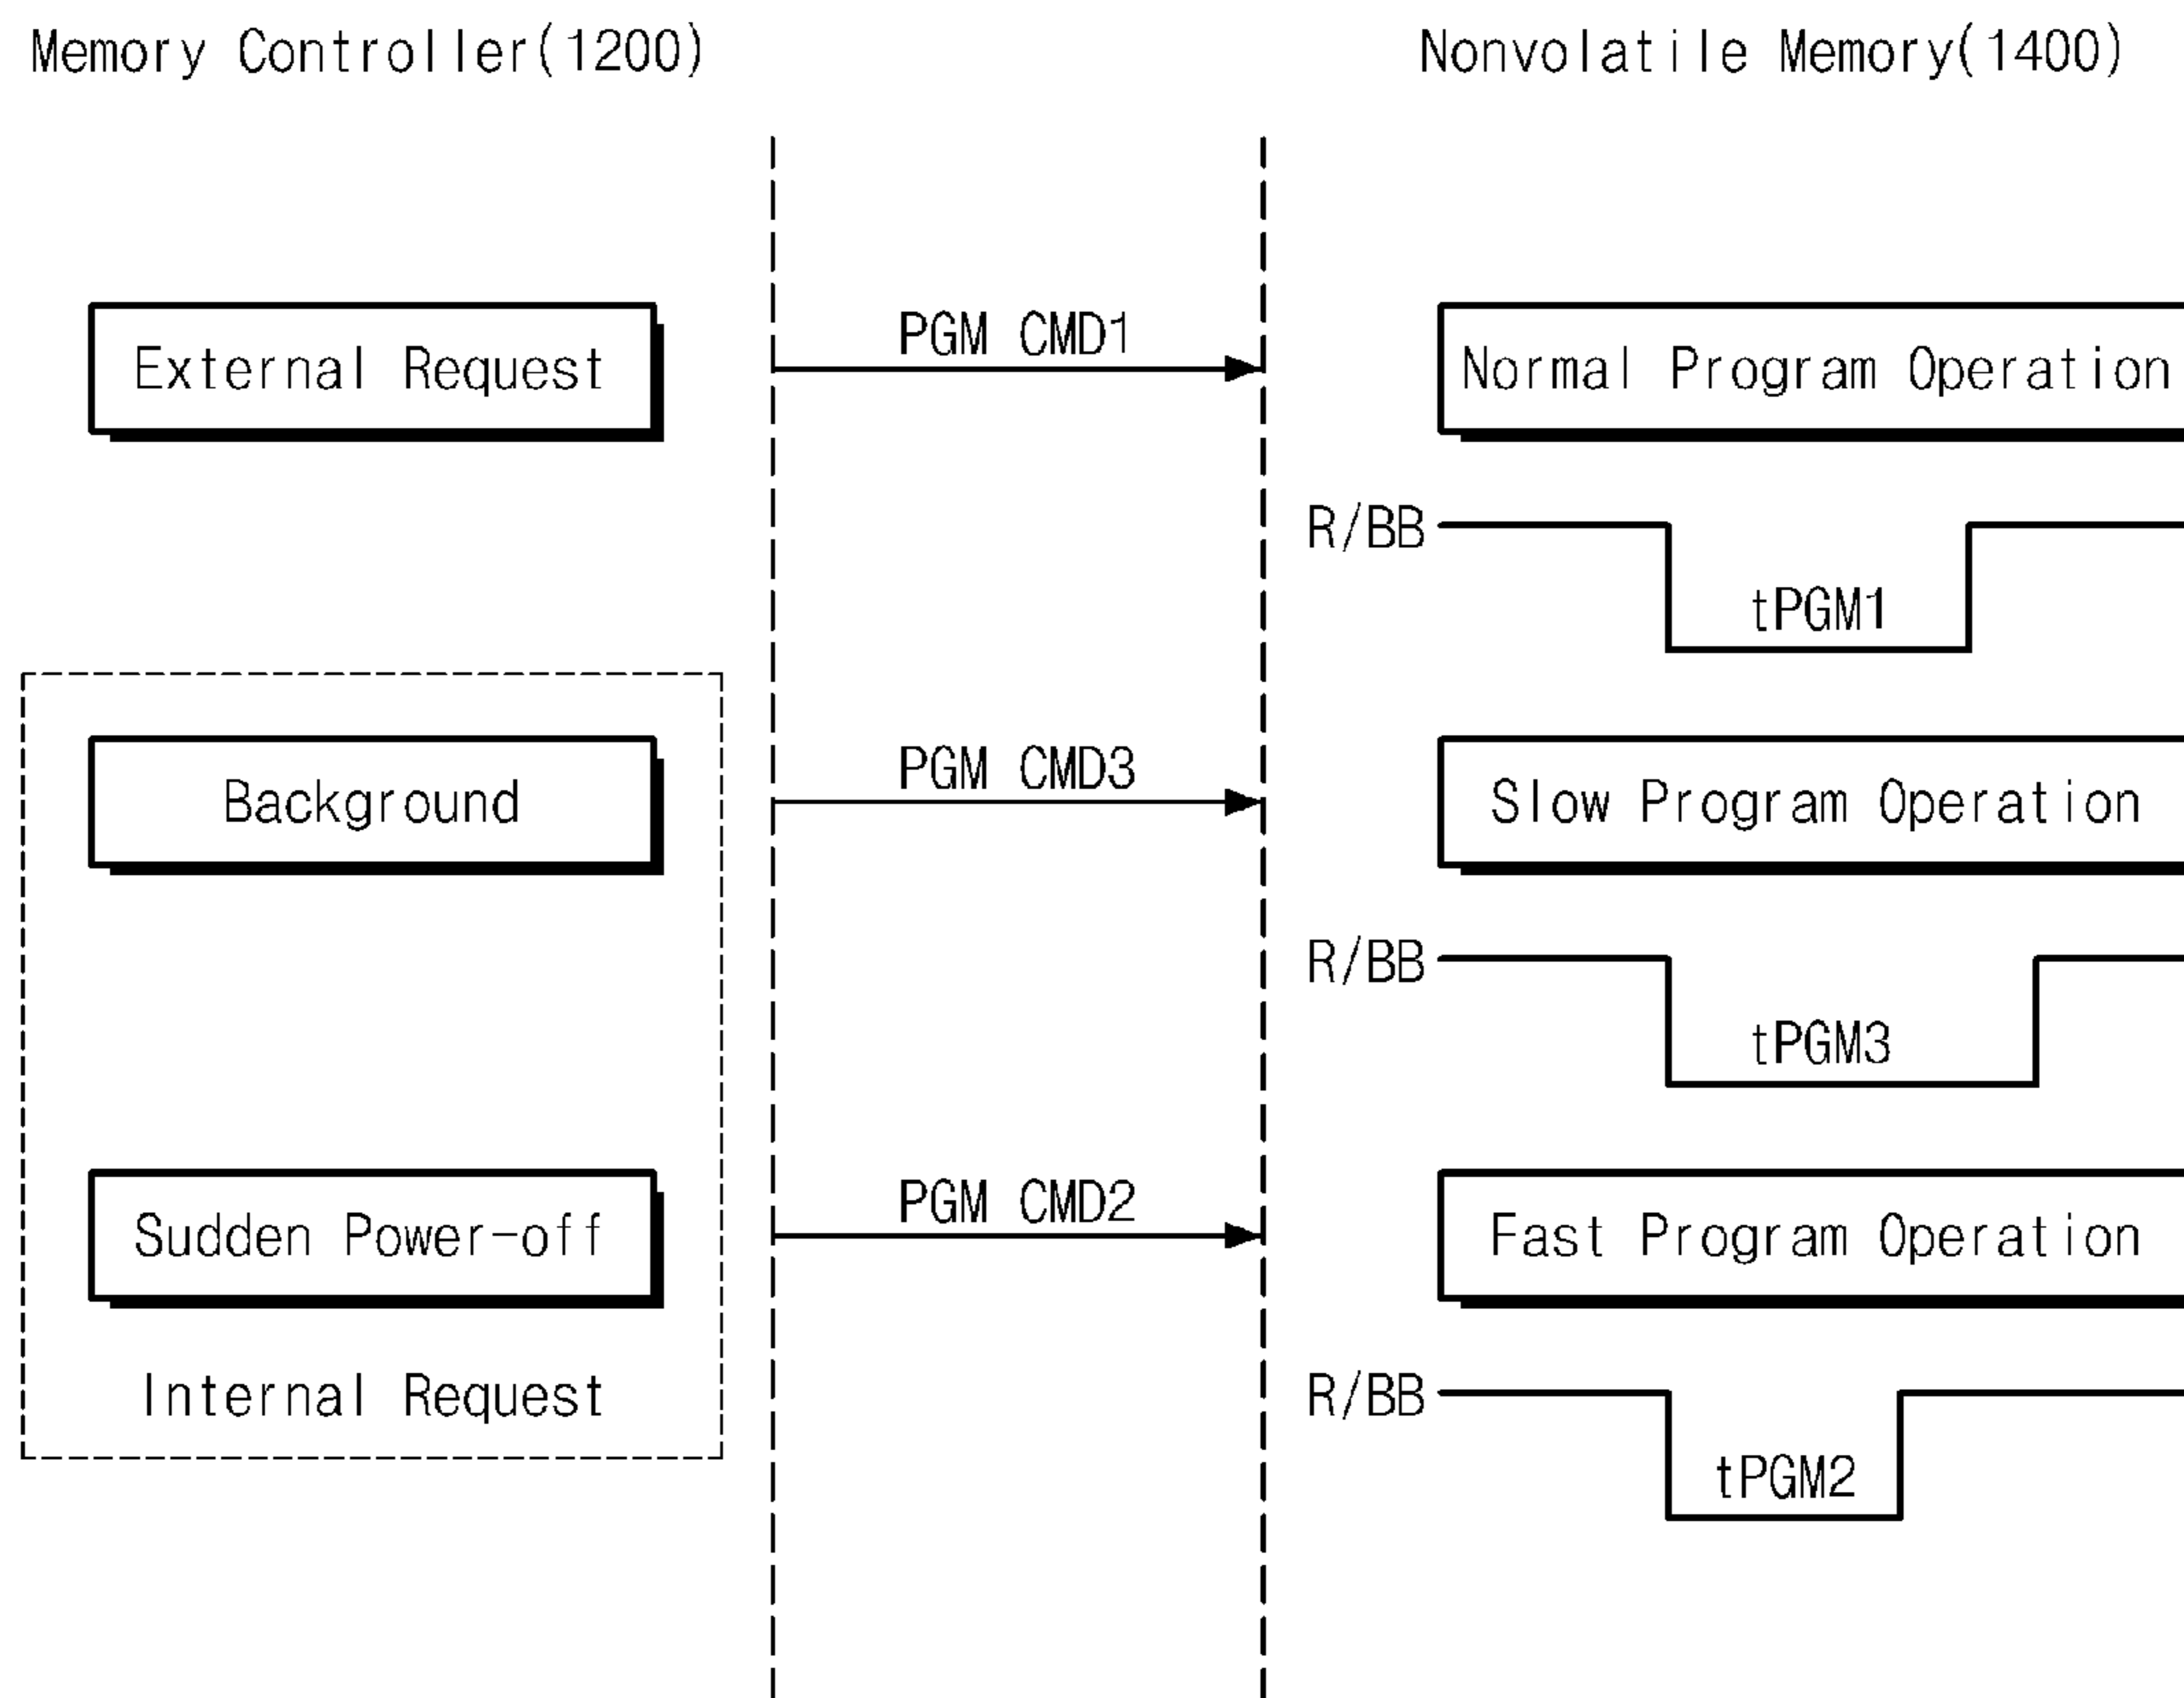 Memory Controller(1200)
Nonvolatile Memory(1400)
External Request
PGM CMD1
Normal Program Operation
R/BB
tPGM1
Background
PGM CMD3
Slow Program Operation
R/BB
tPGM3
Sudden Power-off
PGM CMD2
Fast Program Operation
Internal Request
R/BB
tPGM2